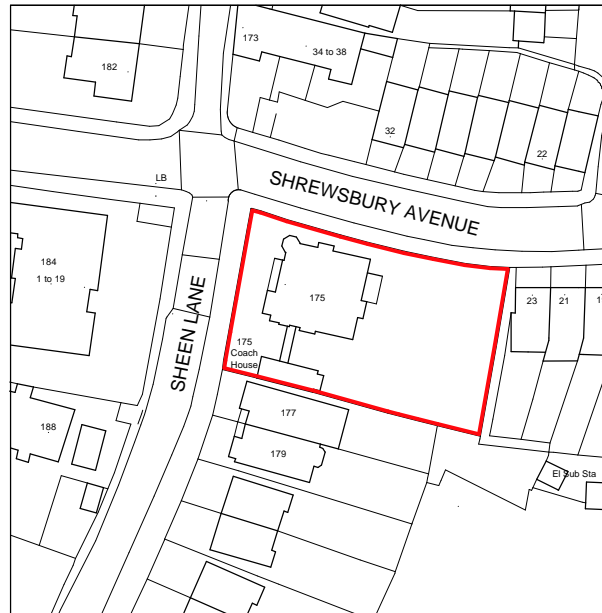 173
34 to 38
182
32
22
LB
SHREWSBURY AVENUE
184
1 to 19
SHEEN LANE
175
23
21
175
Coach
House
177
188
179
El Sub Sta